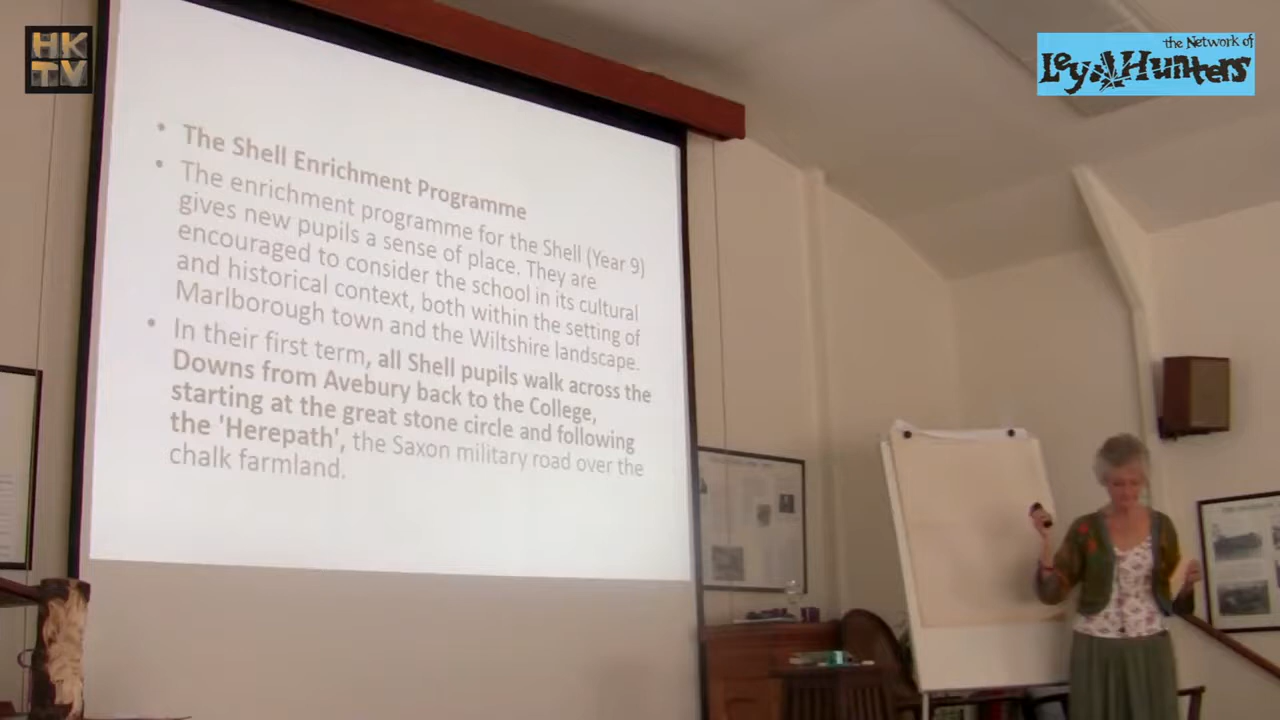 HK
TV
the Network of
Ley Hunters
• The Shell Enrichment Programme
• The enrichment programme for the Shell (Year 9)
gives new pupils a sense of place. They are
encouraged to consider the school in its cultural
and historical context, both within the setting of
Marlborough town and the Wiltshire landscape.
• In their first term, all Shell pupils walk across the
Downs from Avebury back to the College,
starting at the great stone circle and following
the 'Herepath', the Saxon military road over the
chalk farmland.